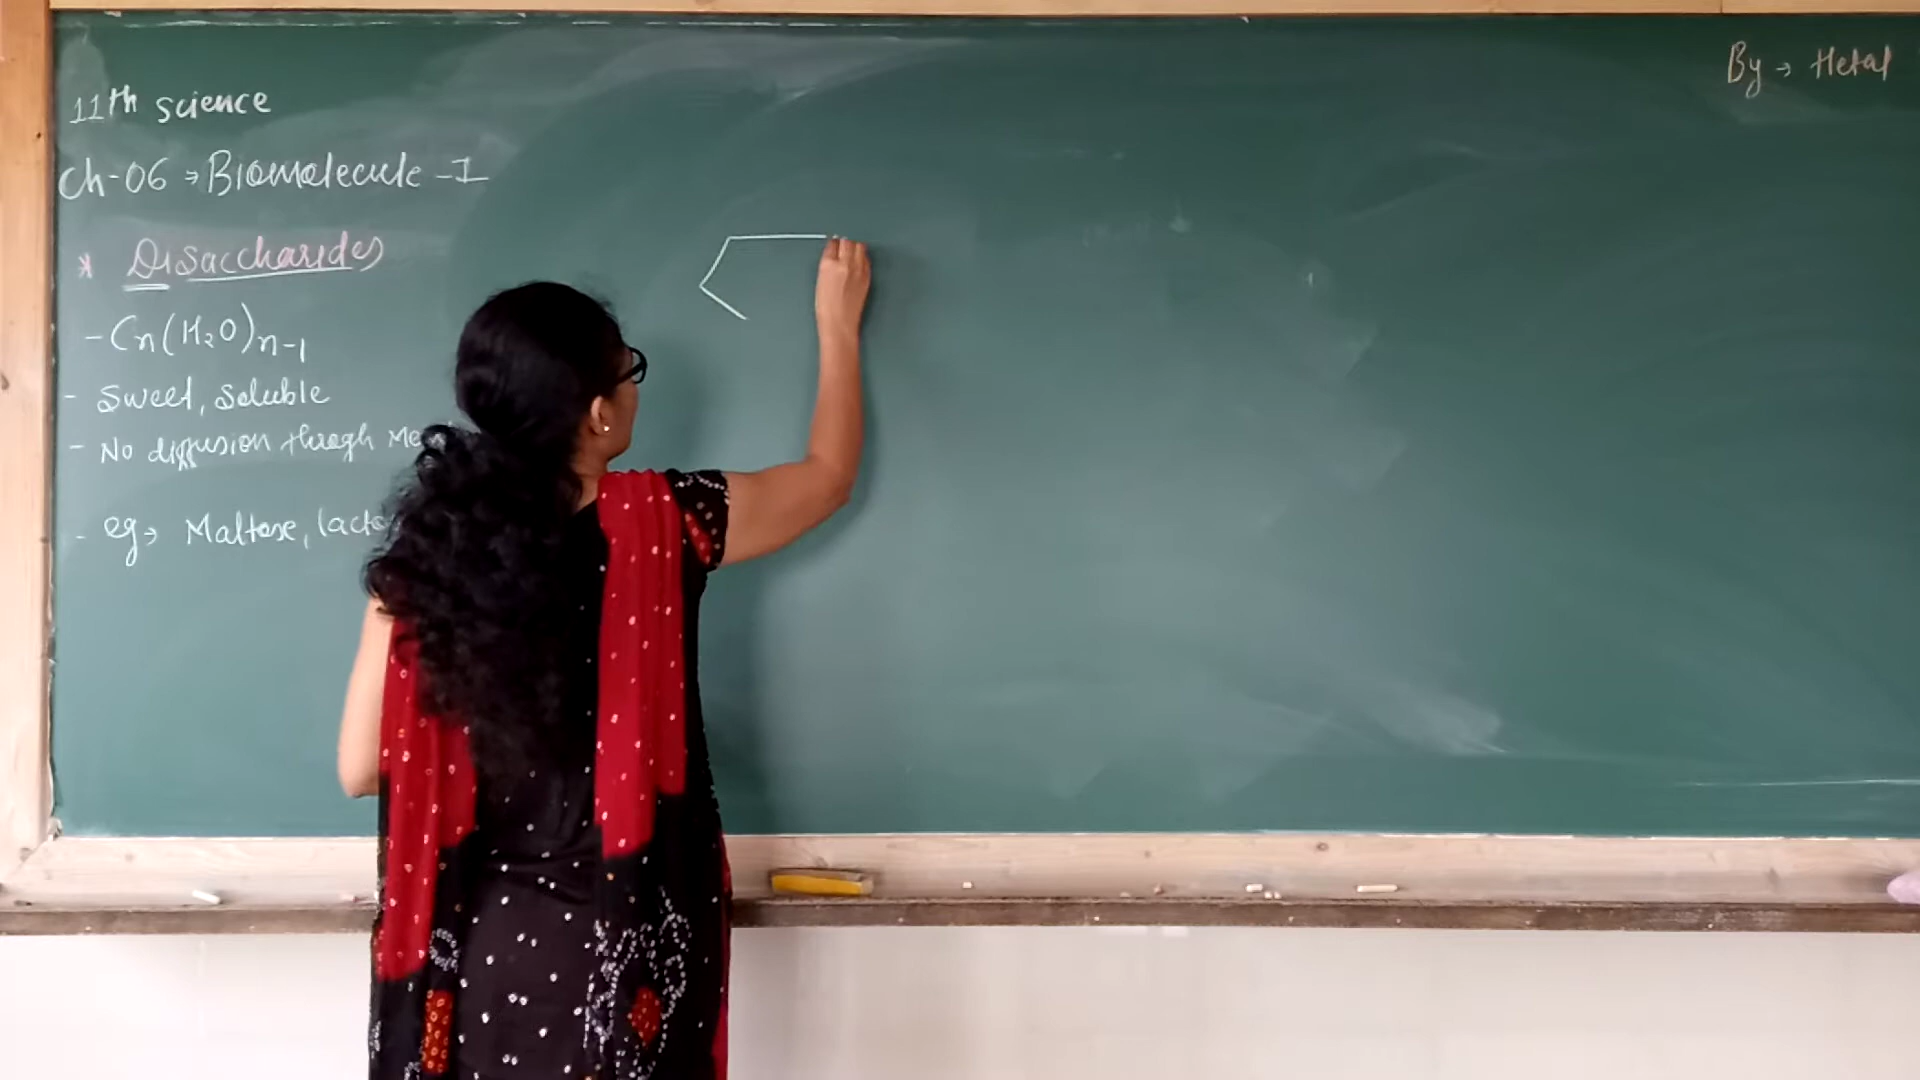 By → Hetal
11th science
Ch-06 → Biomolecule - I
* Disaccharides
- Cn(H₂O)n-1
- sweet, soluble
- No diffusion through
- eg → Maltose,